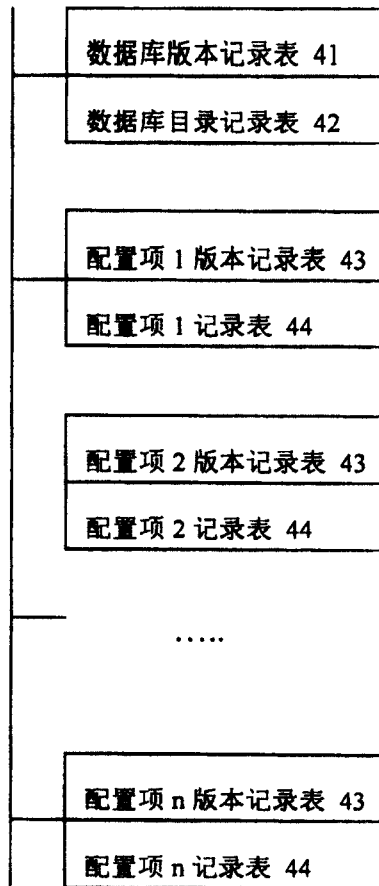 数据库版本记录表 41
数据库目录记录表 42
配置项 1 版本记录表 43
配置项 1 记录表 44
配置项 2 版本记录表 43
配置项 2 记录表 44
.....
配置项 n 版本记录表 43
配置项 n 记录表 44